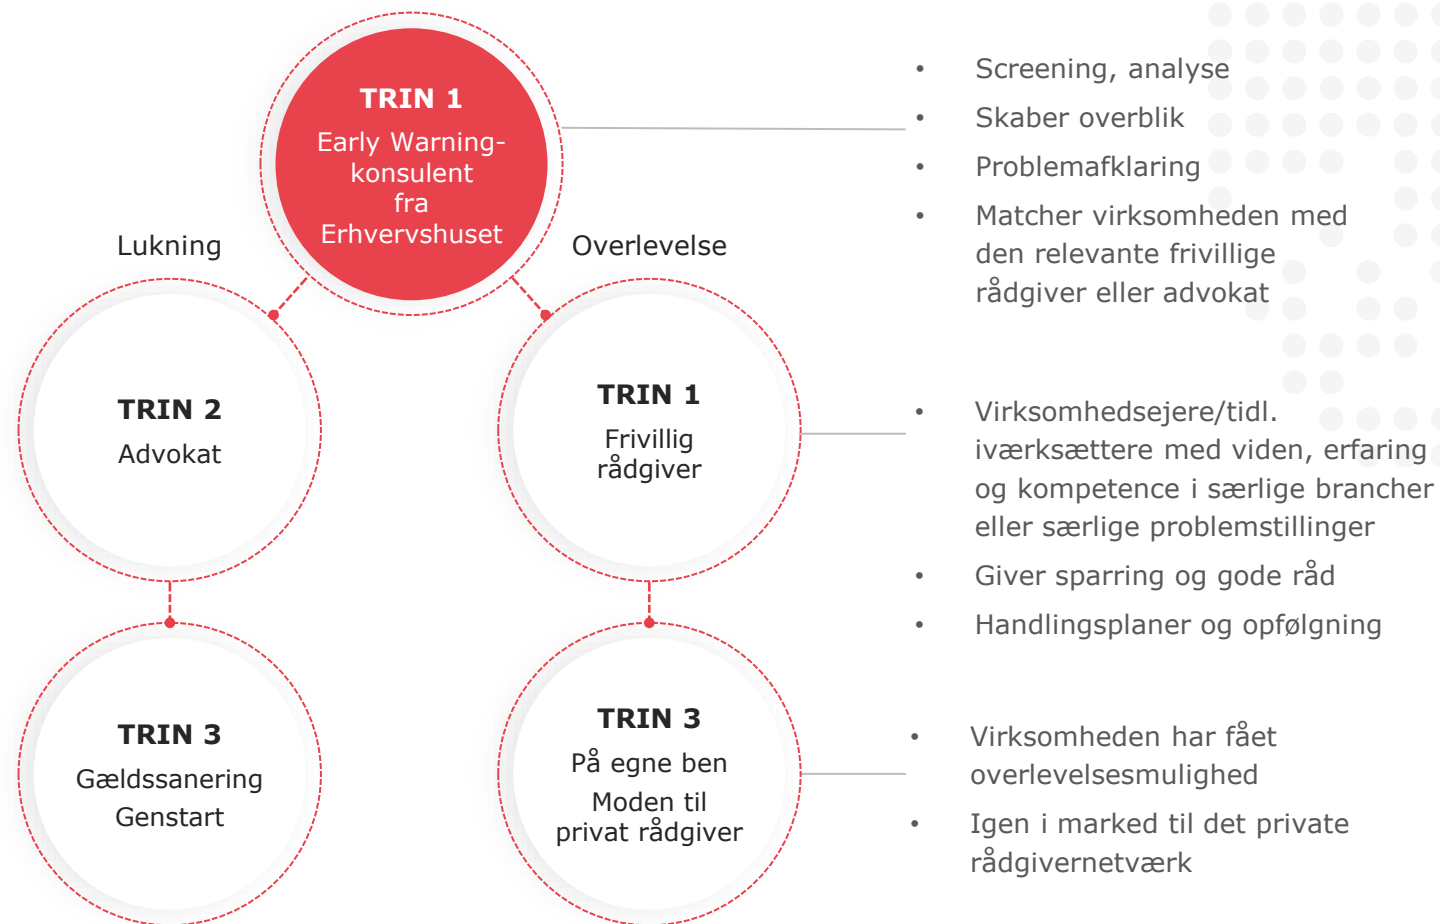 TRIN 1
Early Warning-
konsulent
fra
Erhvervshuset
Lukning
Overlevelse
• Screening, analyse
• Skaber overblik
• Problemafklaring
• Matcher virksomheden med
den relevante frivillige
rådgiver eller advokat
TRIN 2
Advokat
TRIN 1
Frivillig
rådgiver
• Virksomhedsejere/tidl.
iværksættere med viden, erfaring
og kompetence i særlige brancher
eller særlige problemstillinger
• Giver sparring og gode råd
• Handlingsplaner og opfølgning
TRIN 3
Gældssanering
Genstart
TRIN 3
På egne ben
Moden til
privat rådgiver
• Virksomheden har fået
overlevelsesmulighed
• Igen i marked til det private
rådgivernetværk